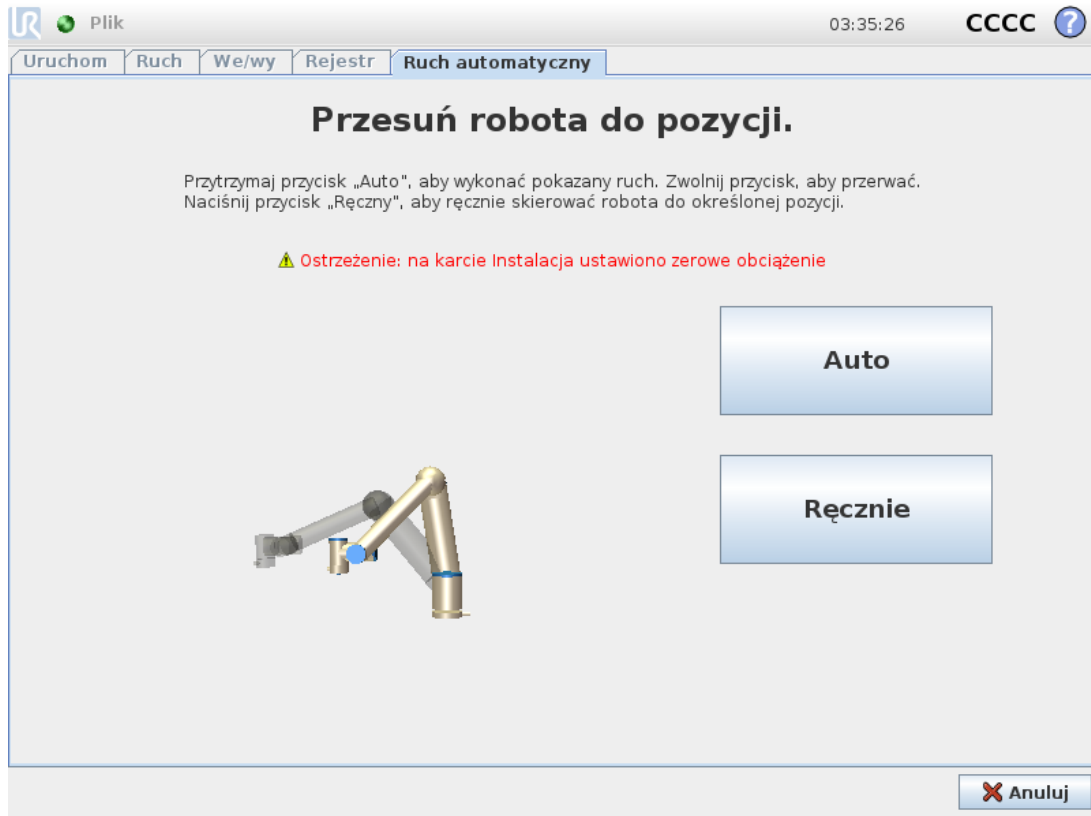 UR Plik 03:35:26 CCCC ?
Uruchom Ruch We/wy Rejestr Ruch automatyczny
Przesuń robota do pozycji.
Przytrzymaj przycisk „Auto", aby wykonać pokazany ruch. Zwolnij przycisk, aby przerwać.
Naciśnij przycisk „Ręczny", aby ręcznie skierować robota do określonej pozycji.
Ostrzeżenie: na karcie Instalacja ustawiono zerowe obciążenie
Auto
Ręcznie
Anuluj